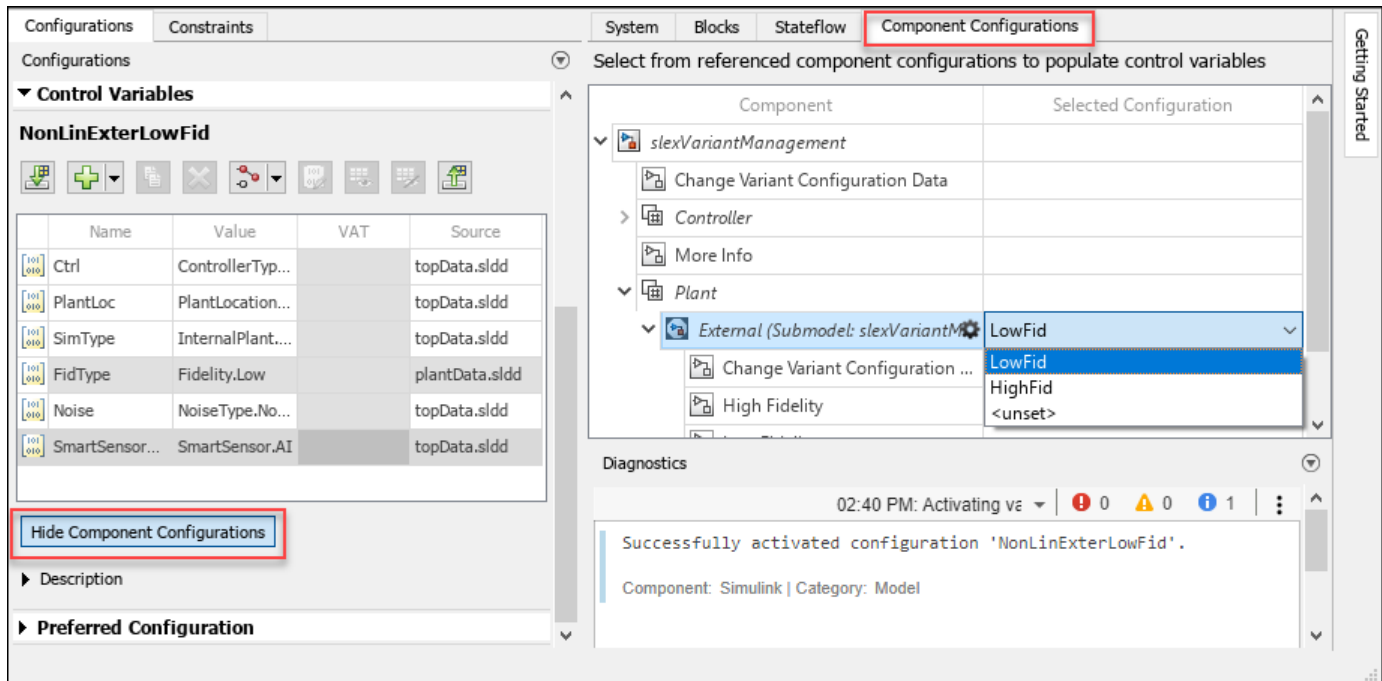 Configurations
Constraints
Configurations
Control Variables
NonLinExterLowFid
Name Value VAT Source
Ctrl ControllerTyp... topData.sldd
PlantLoc PlantLocation... topData.sldd
SimType InternalPlant.... topData.sldd
FidType Fidelity.Low plantData.sldd
Noise NoiseType.No... topData.sldd
SmartSensor... SmartSensor.AI topData.sldd
Hide Component Configurations
Description
Preferred Configuration
System Blocks Stateflow Component Configurations
Select from referenced component configurations to populate control variables
Component Selected Configuration
slexVariantManagement
Change Variant Configuration Data
Controller
More Info
Plant
External (Submodel: slexVariantM LowFid
Change Variant Configuration ... LowFid
High Fidelity HighFid
<unset>
Diagnostics
02:40 PM: Activating va 0 0 1
Successfully activated configuration 'NonLinExterLowFid'.
Component: Simulink | Category: Model
Getting Started